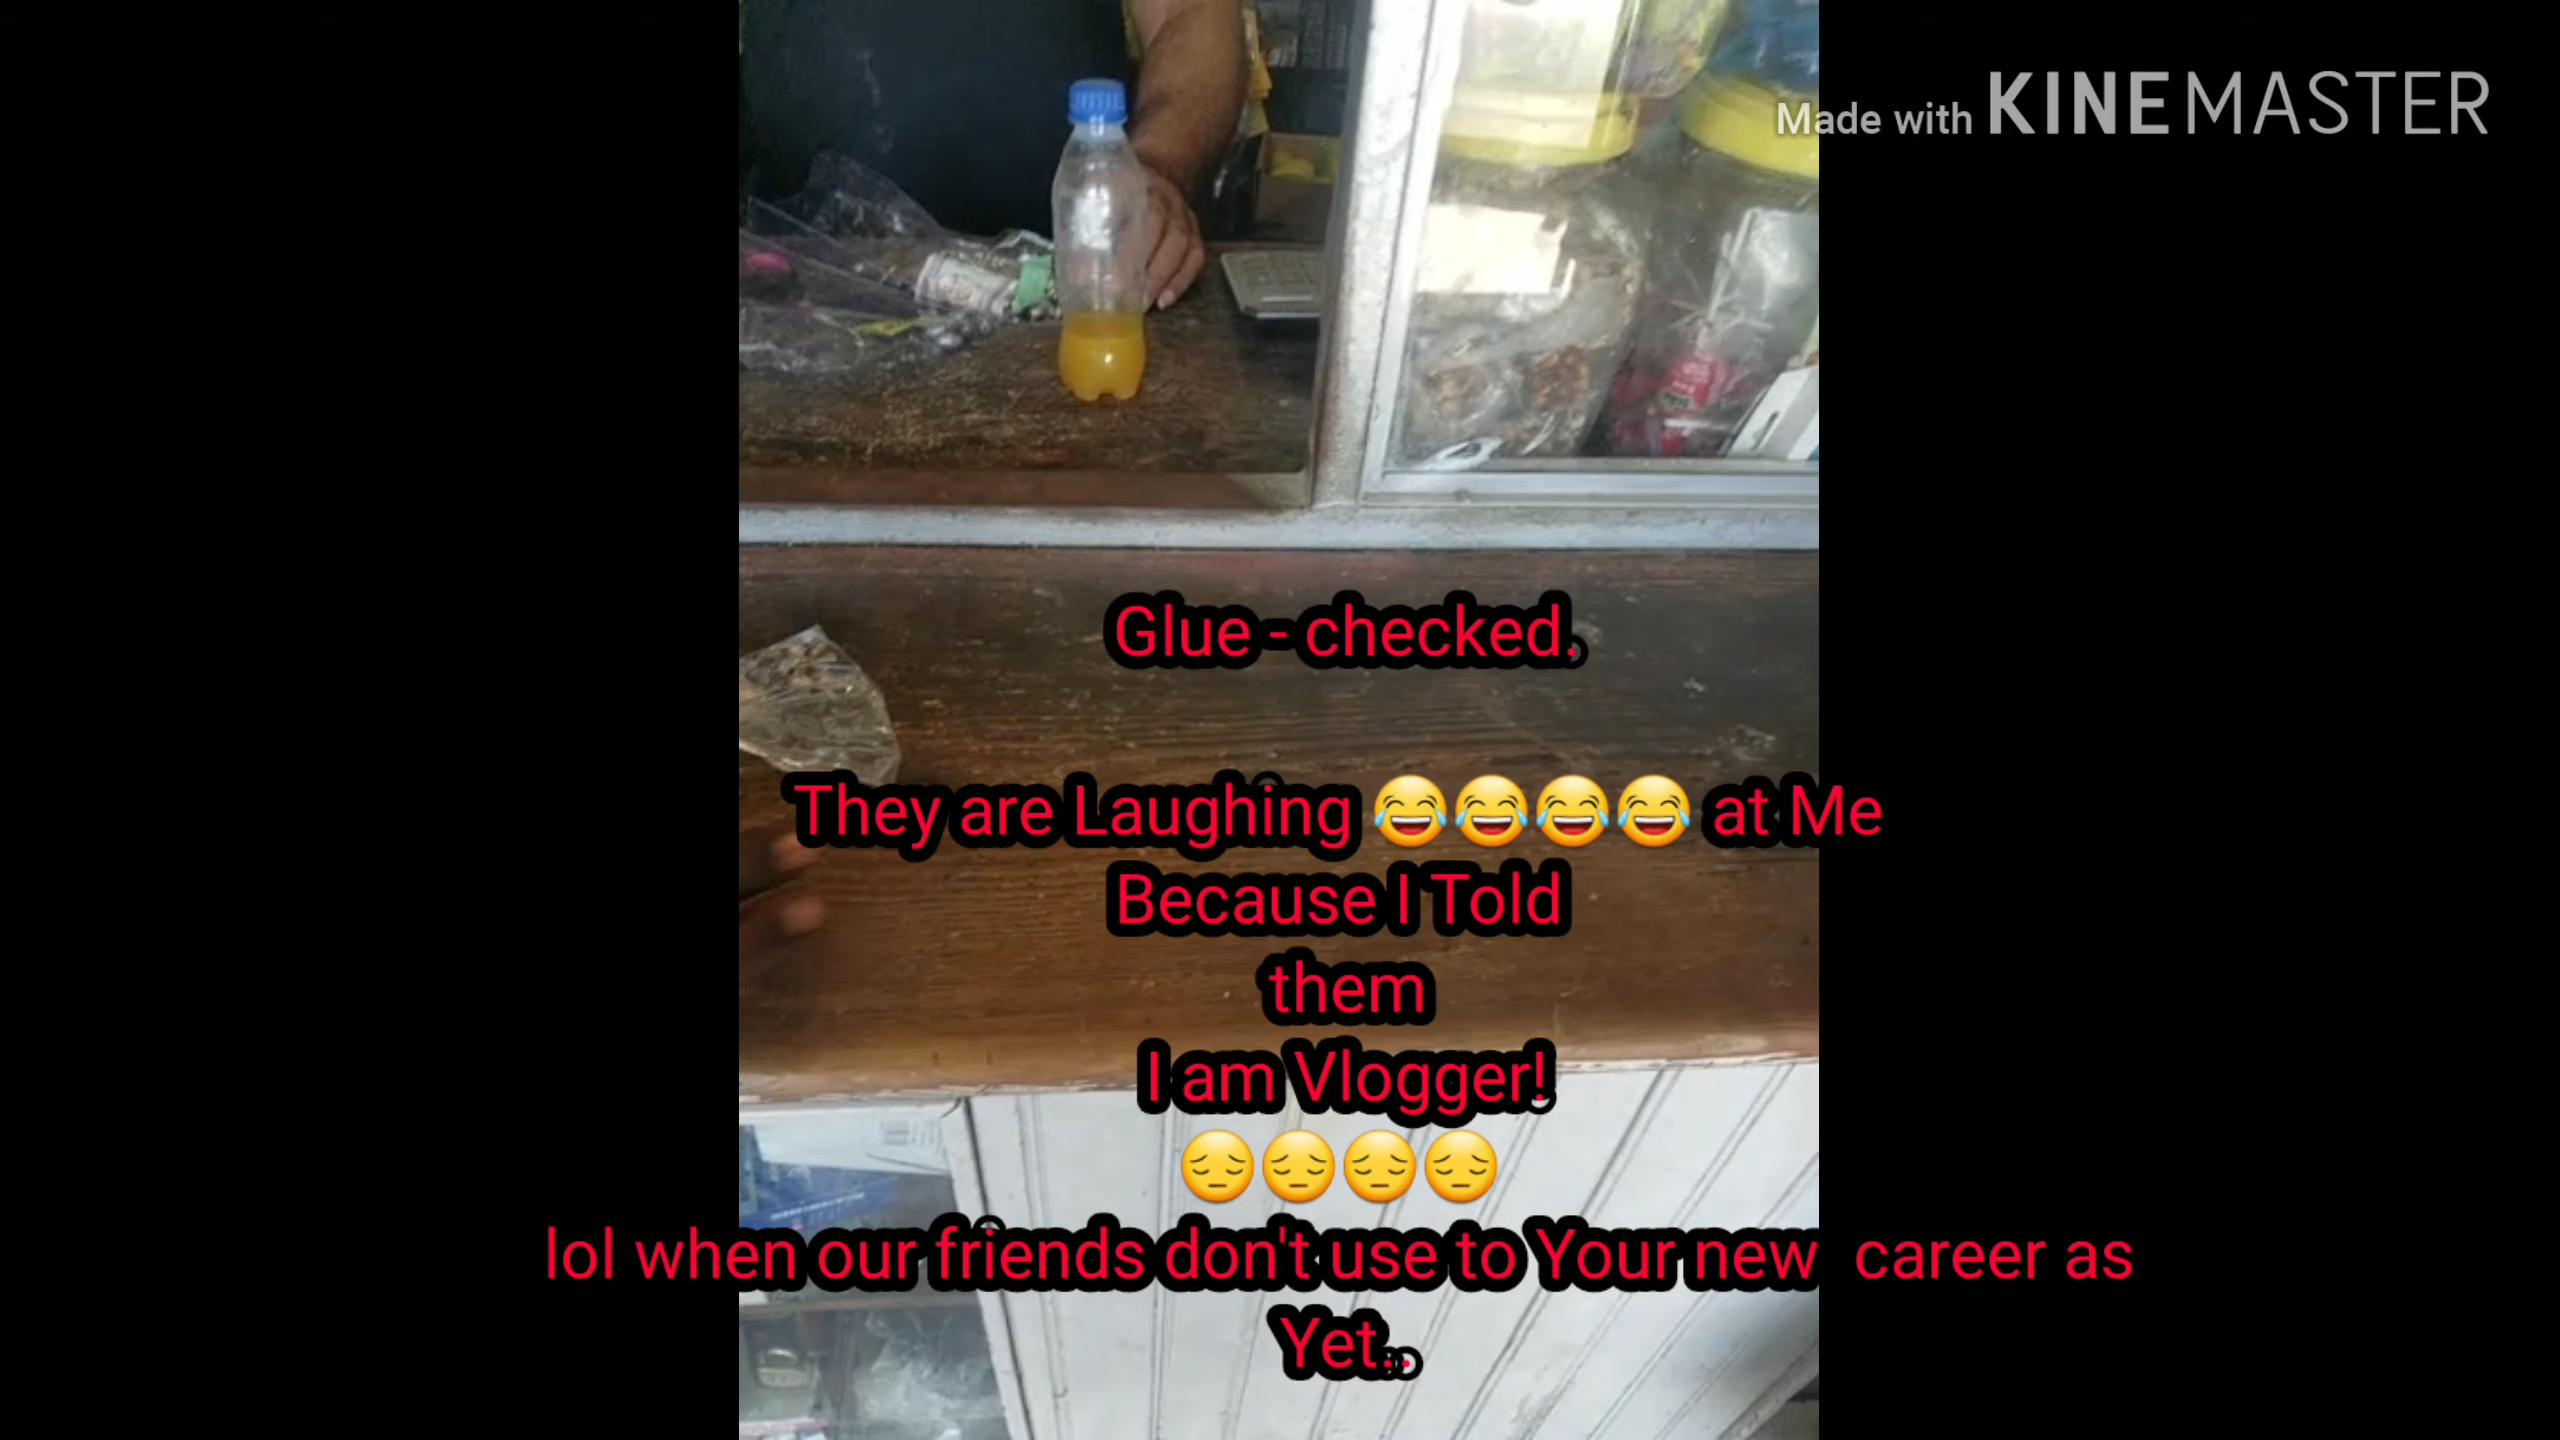 Made with KINEMASTER
Glue - checked.
They are Laughing 😂😂😂😂 at Me
Because I Told
them
I am Vlogger!
😔😔😔😔
lol when our friends don't use to Your new  career as
Yet..